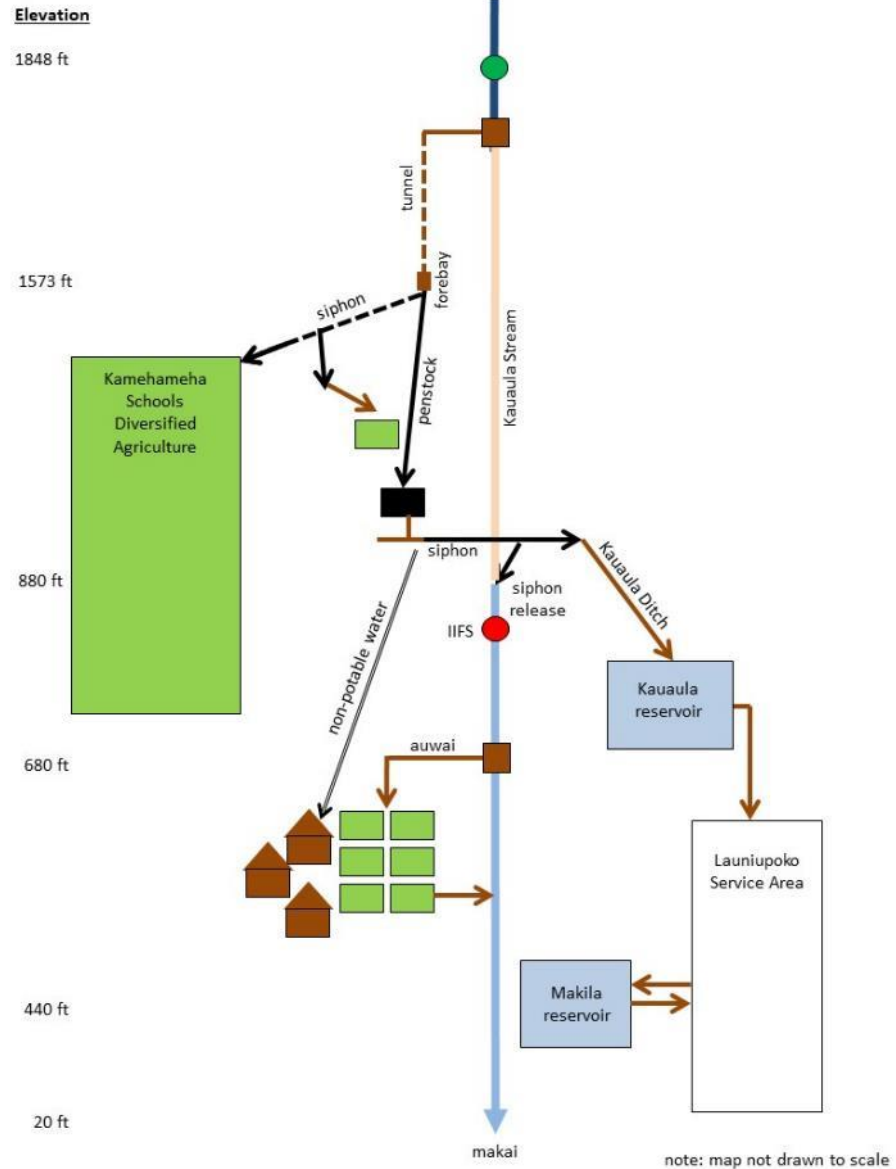 Elevation
1848 ft
tunnel
1573 ft
forebay
siphon
Kamehameha
Schools
Diversified
Agriculture
penstock
Kauaula Stream
siphon
880 ft
siphon
release
Kauaula Ditch
IIFS
non-potable water
Kauaula
reservoir
auwai
680 ft
Launiupoko
Service Area
Makila
reservoir
440 ft
20 ft
makai
note: map not drawn to scale